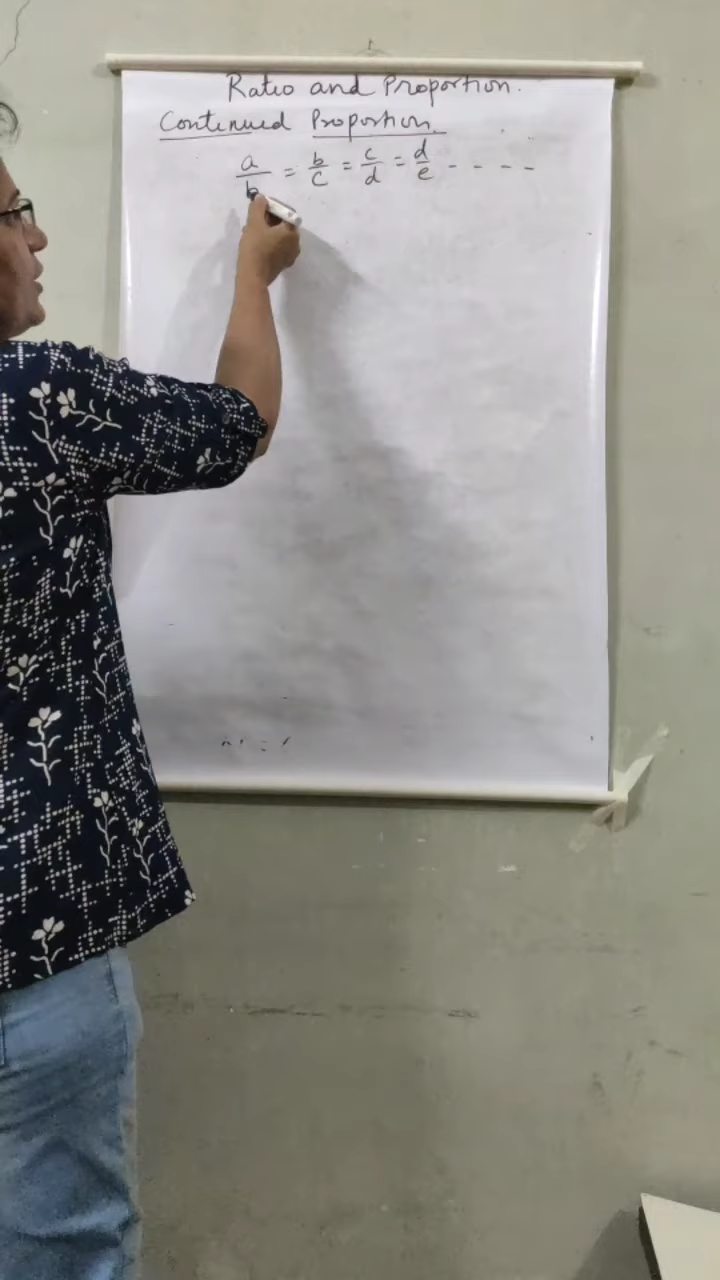 Ratio and Proportion.
Continued Proportion.
a/b = b/c = c/d = d/e - - - -